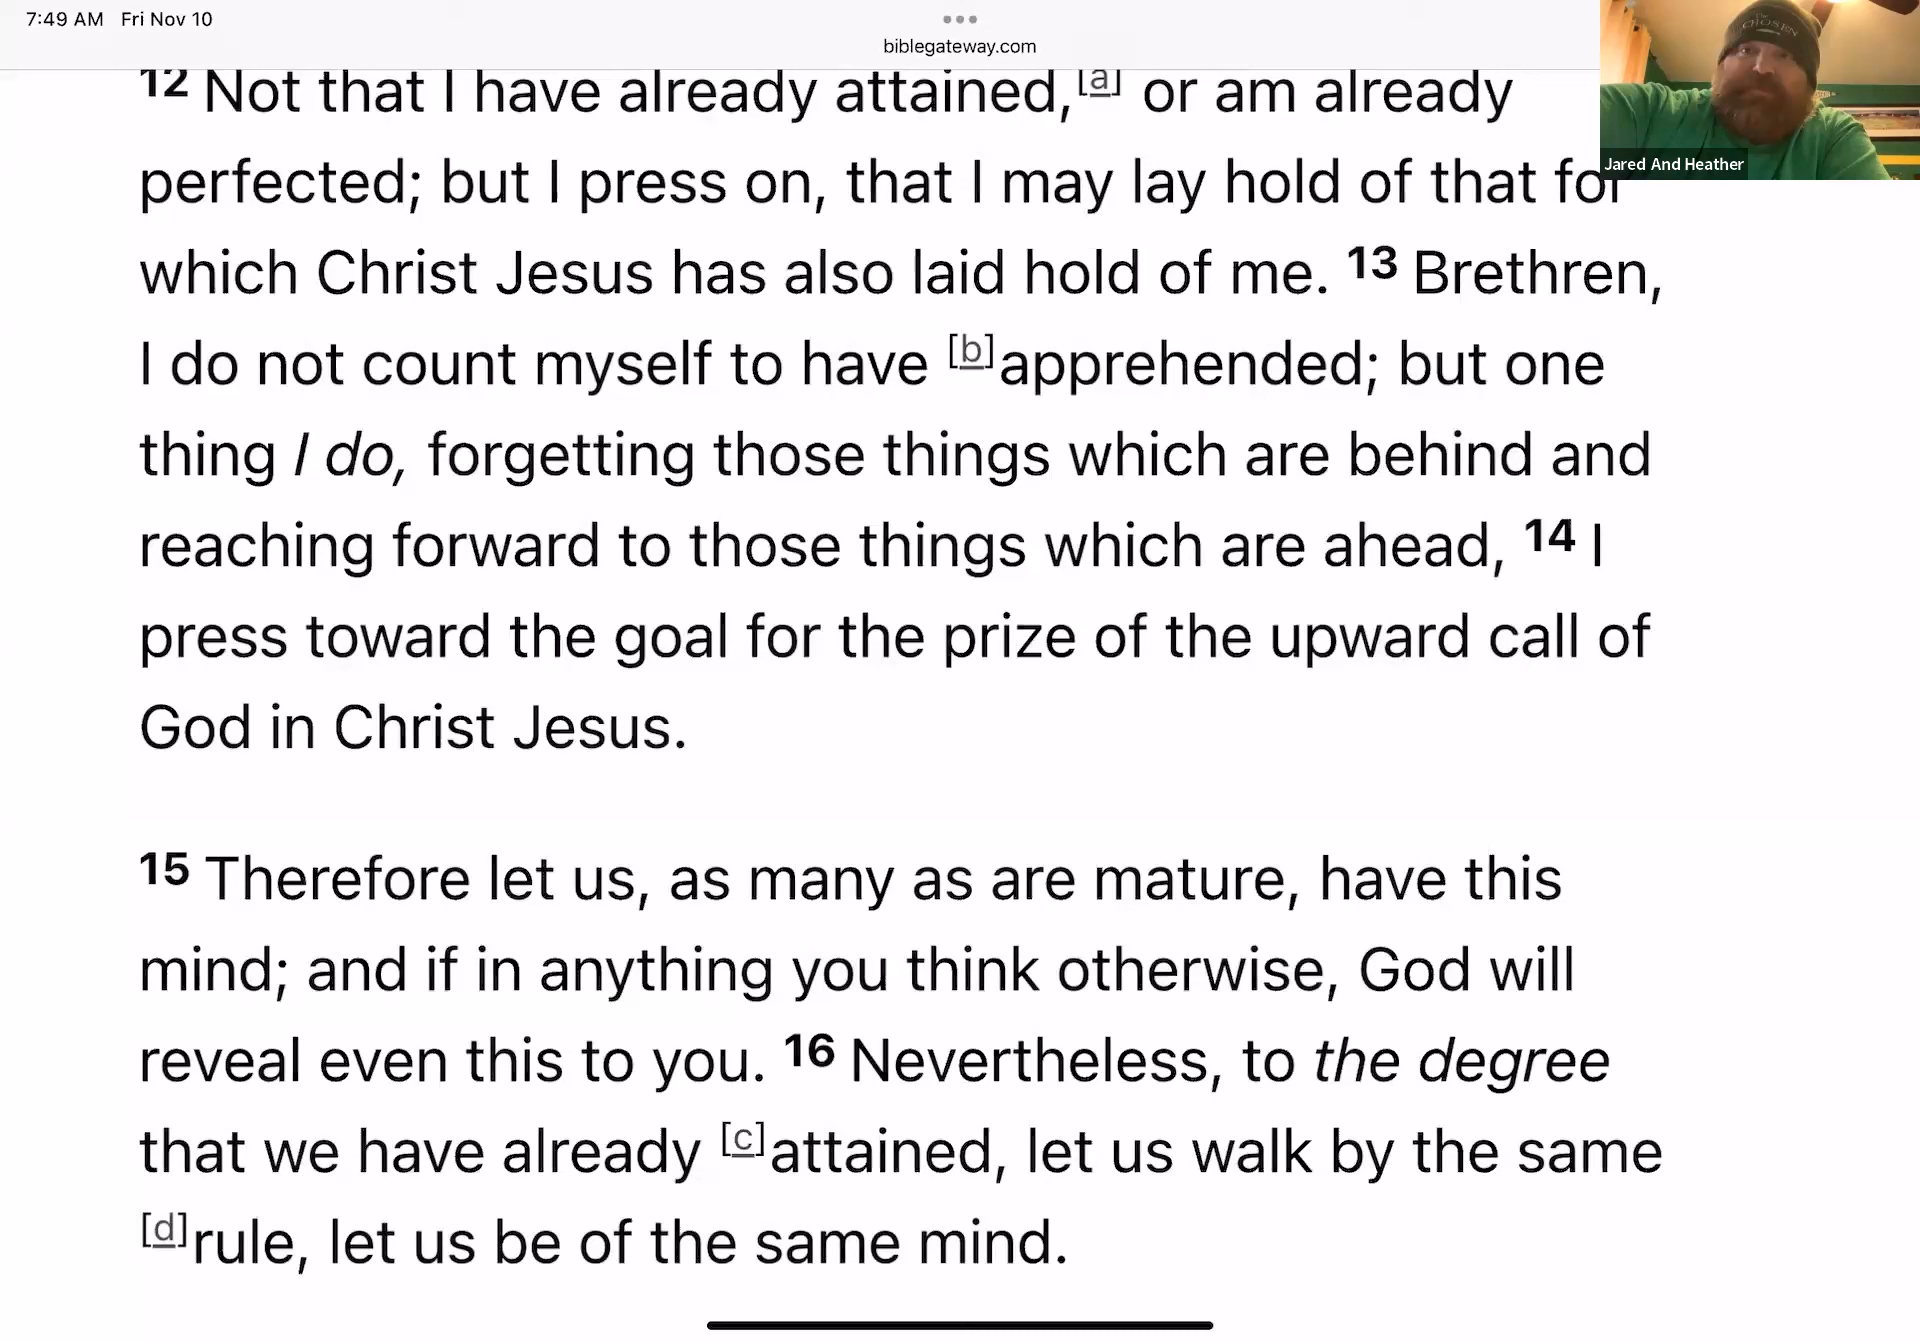 7:49 AM Fri Nov 10
biblegateway.com
The
CHOSEN
Jared And Heather
12 Not that I have already attained,[a] or am already
perfected; but I press on, that I may lay hold of that for
which Christ Jesus has also laid hold of me. 13 Brethren,
I do not count myself to have [b]apprehended; but one
thing I do, forgetting those things which are behind and
reaching forward to those things which are ahead, 14 I
press toward the goal for the prize of the upward call of
God in Christ Jesus.
15 Therefore let us, as many as are mature, have this
mind; and if in anything you think otherwise, God will
reveal even this to you. 16 Nevertheless, to the degree
that we have already [c]attained, let us walk by the same
[d]rule, let us be of the same mind.